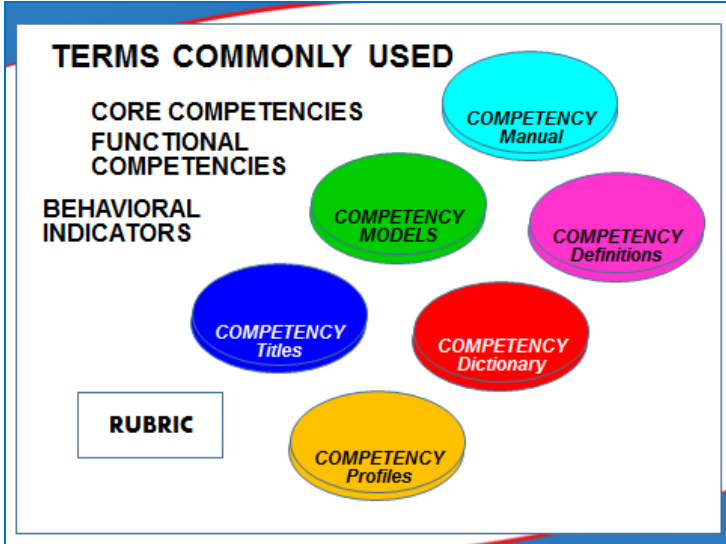 TERMS COMMONLY USED
CORE COMPETENCIES
FUNCTIONAL
COMPETENCIES
BEHAVIORAL
INDICATORS
COMPETENCY
Manual
COMPETENCY
MODELS
COMPETENCY
Definitions
COMPETENCY
Titles
COMPETENCY
Dictionary
RUBRIC
COMPETENCY
Profiles